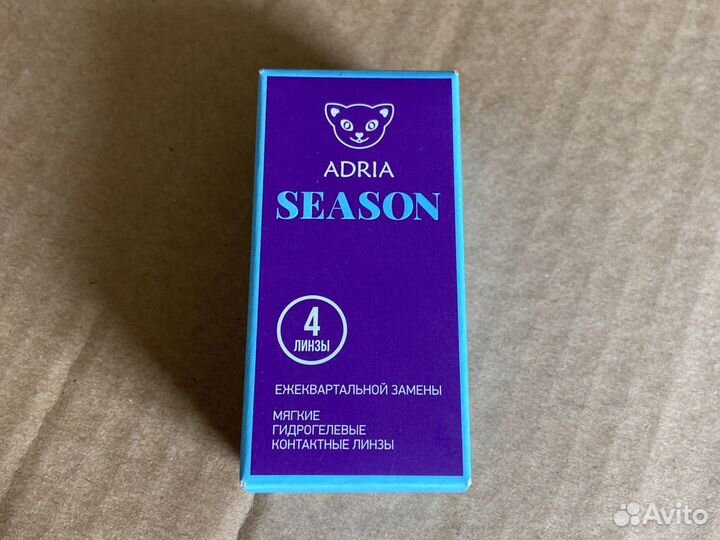 ADRIA
SEASON
4
ЛИНЗЫ
ЕЖЕКВАРТАЛЬНОЙ ЗАМЕНЫ
МЯГКИЕ
ГИДРОГЕЛЕВЫЕ
КОНТАКТНЫЕ ЛИНЗЫ
Avito